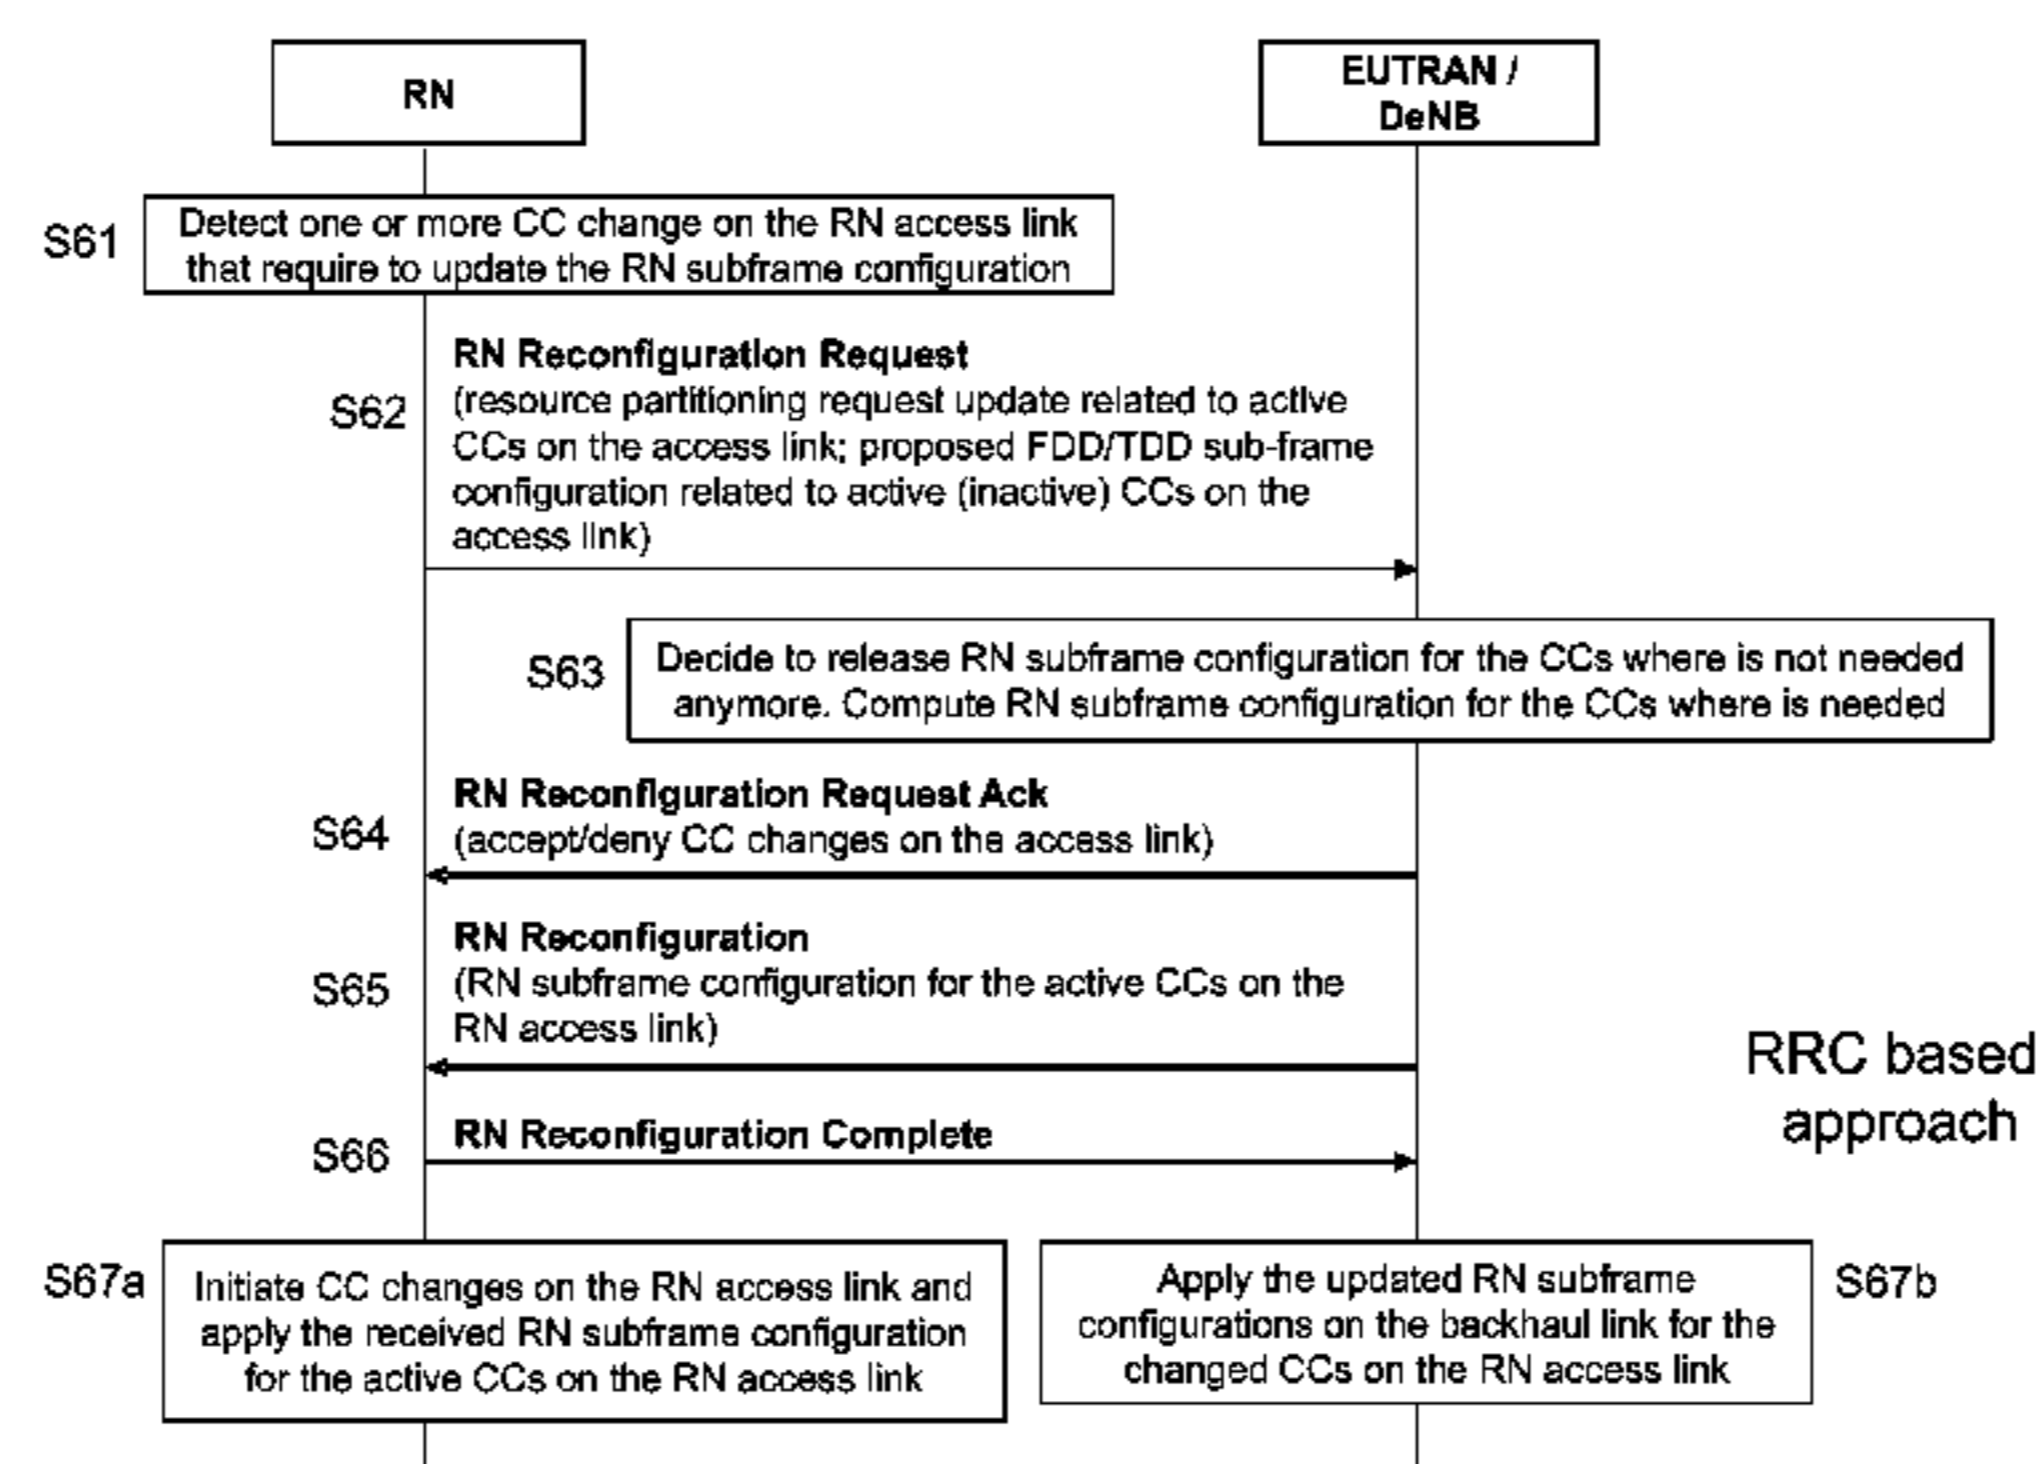 RN
EUTRAN /
DeNB
S61
Detect one or more CC change on the RN access link
that require to update the RN subframe configuration
S62
RN Reconfiguration Request
(resource partitioning request update related to active
CCs on the access link; proposed FDD/TDD sub-frame
configuration related to active (inactive) CCs on the
access link)
S63
Decide to release RN subframe configuration for the CCs where is not needed
anymore. Compute RN subframe configuration for the CCs where is needed
S64
RN Reconfiguration Request Ack
(accept/deny CC changes on the access link)
S65
RN Reconfiguration
(RN subframe configuration for the active CCs on the
RN access link)
RRC based
approach
S66
RN Reconfiguration Complete
S67a
Initiate CC changes on the RN access link and
apply the received RN subframe configuration
for the active CCs on the RN access link
Apply the updated RN subframe
configurations on the backhaul link for the
changed CCs on the RN access link
S67b